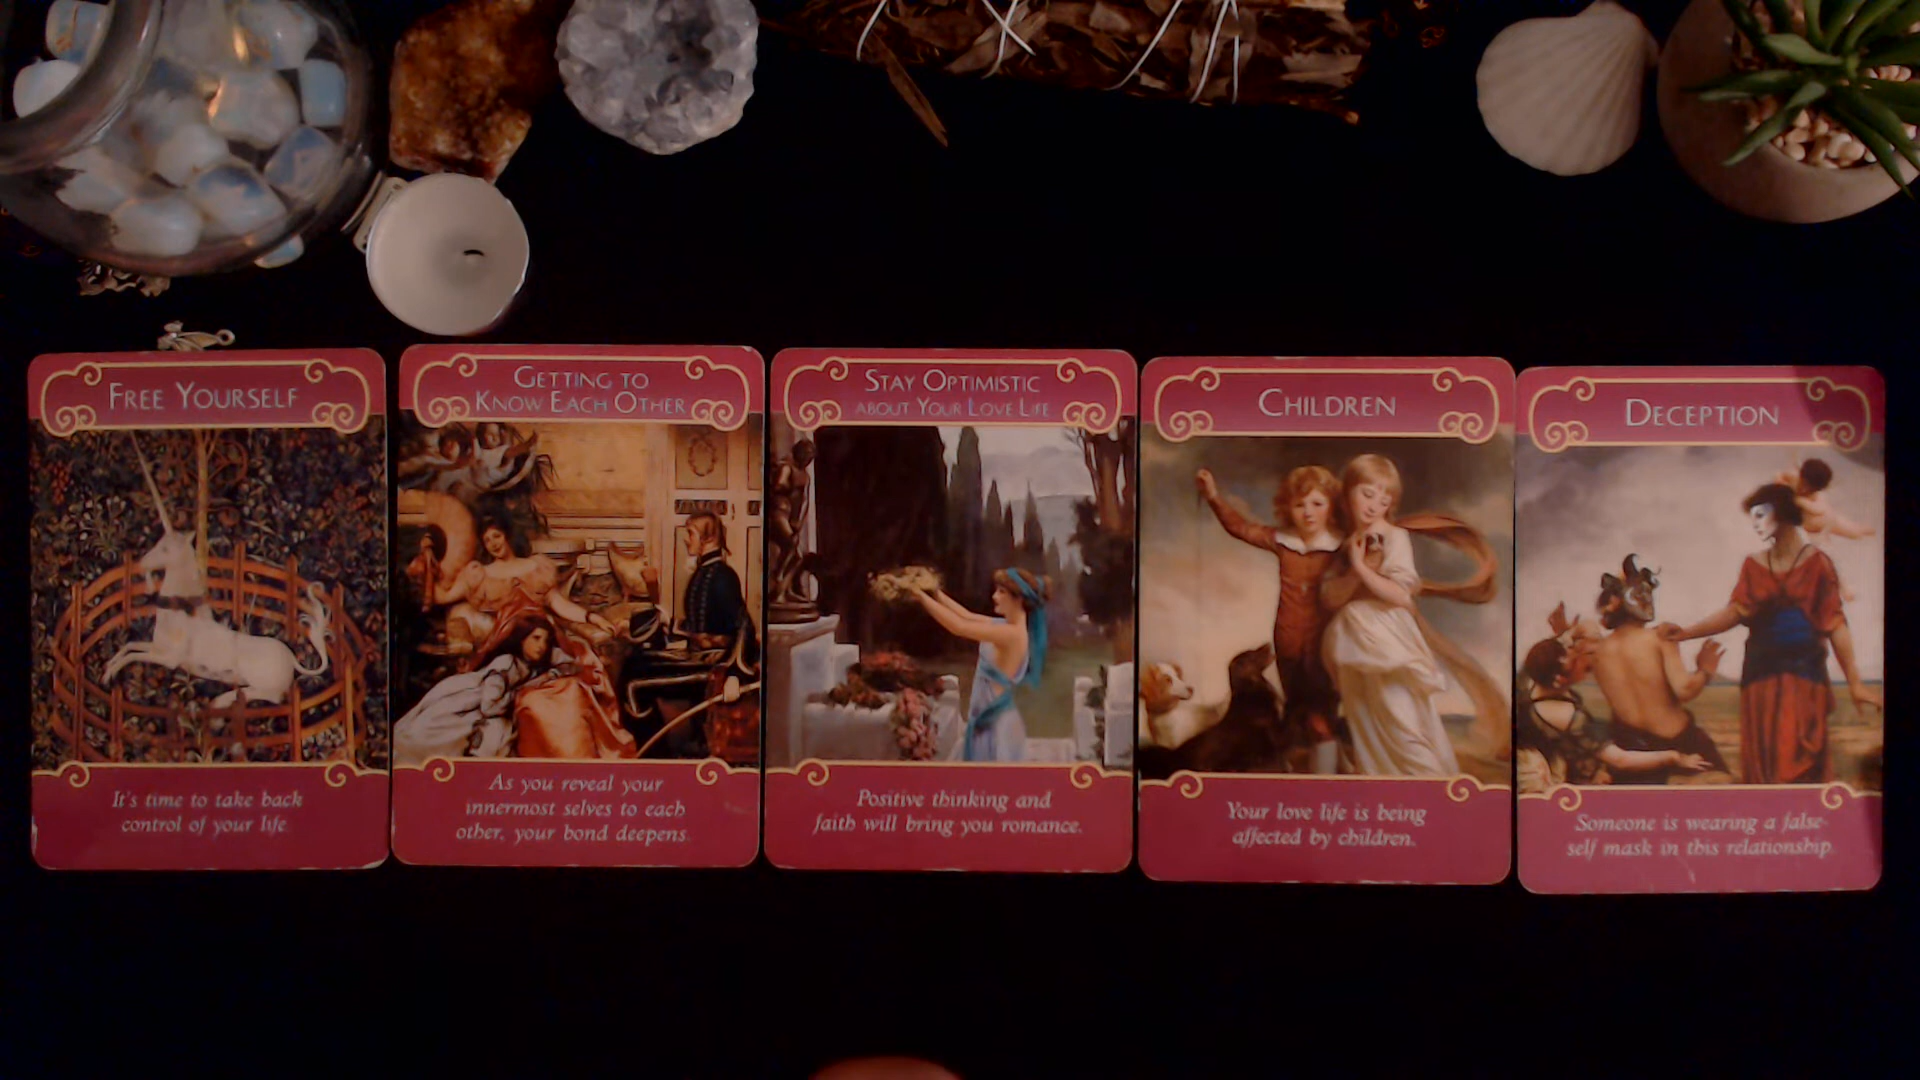 FREE YOURSELF
It's time to take back
control of your life
GETTING TO
KNOW EACH OTHER
As you reveal your
innermost selves to each
other, your bond deepens.
STAY OPTIMISTIC
ABOUT YOUR LOVE LIFE
Positive thinking and
faith will bring you romance.
CHILDREN
Your love life is being
affected by children.
DECEPTION
Someone is wearing a false-
self mask in this relationship.